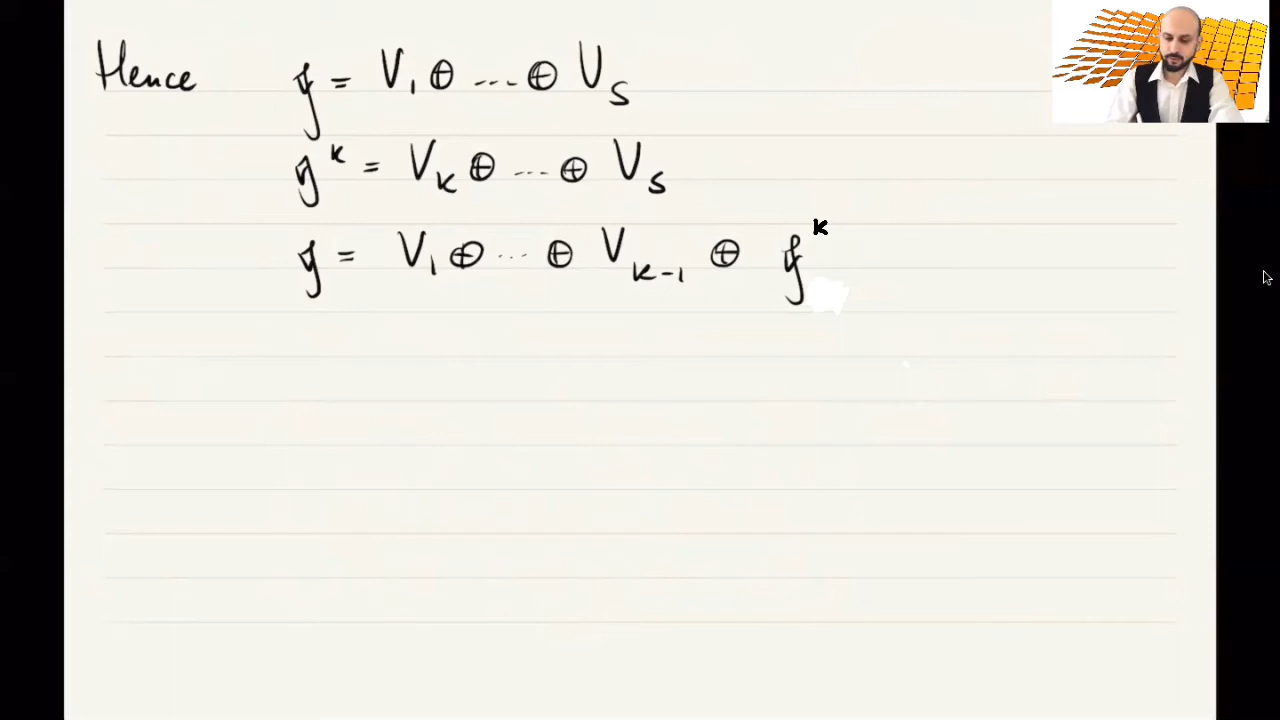 Hence 𝔤 = V₁ ⊕ ... ⊕ Vₛ
𝔤ᵏ = Vₖ ⊕ ... ⊕ Vₛ
𝔤 = V₁ ⊕ ... ⊕ Vₖ₋₁ ⊕ 𝔤ᵏ